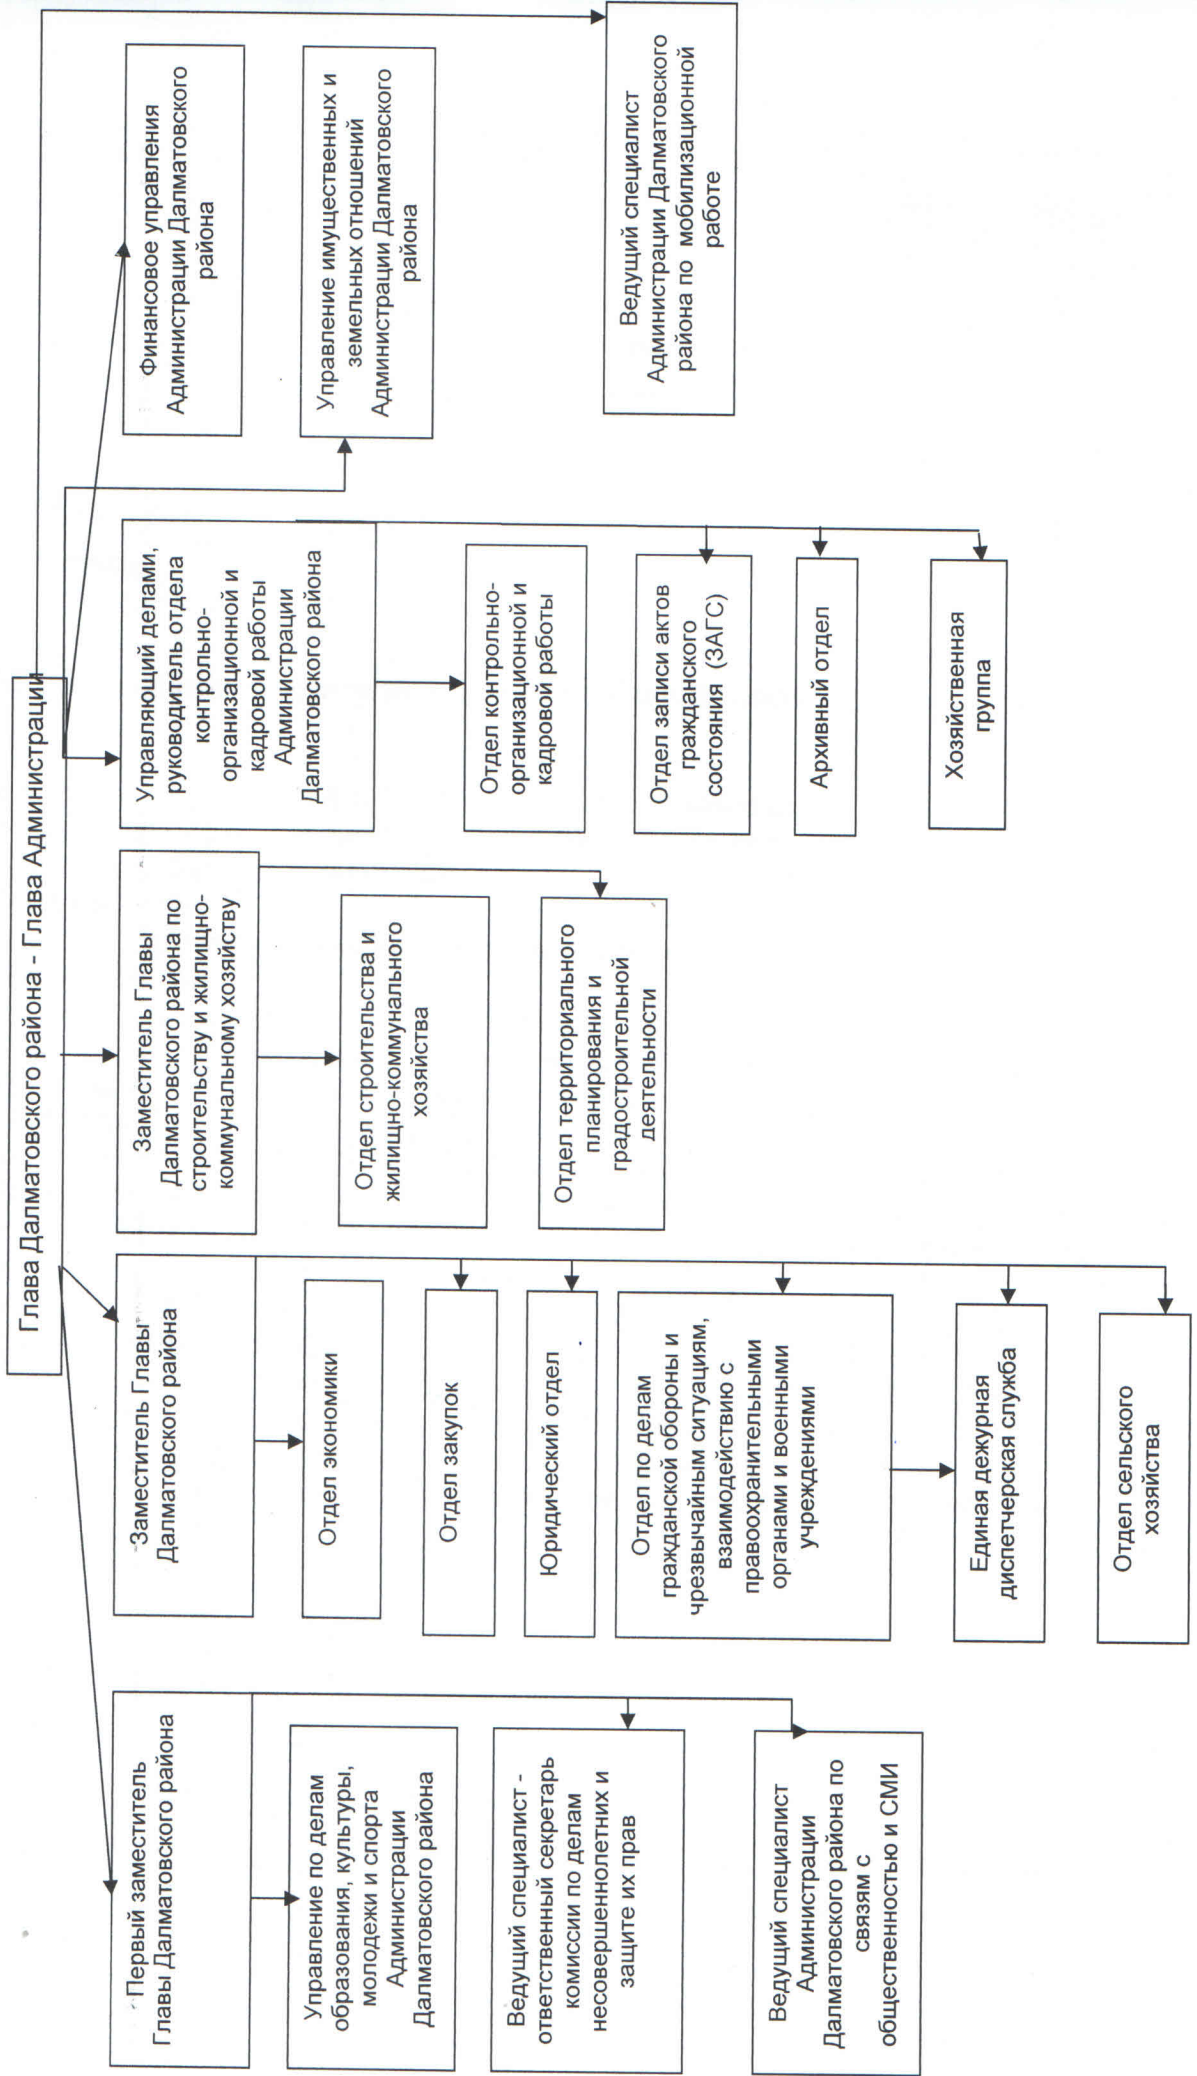 Глава Далматовского района - Глава Администрации
Первый заместитель
Главы Далматовского района
Управление по делам
образования, культуры,
молодежи и спорта
Администрации
Далматовского района
Ведущий специалист -
ответственный секретарь
комиссии по делам
несовершеннолетних и
защите их прав
Ведущий специалист
Администрации
Далматовского района по
связям с
общественностью и СМИ
Заместитель Главы
Далматовского района
Отдел экономики
Отдел закупок
Юридический отдел
Отдел по делам
гражданской обороны и
чрезвычайным ситуациям,
взаимодействию с
правоохранительными
органами и военными
учреждениями
Единая дежурная
диспетчерская служба
Отдел сельского
хозяйства
Заместитель Главы
Далматовского района по
строительству и жилищно-
коммунальному хозяйству
Отдел строительства и
жилищно-коммунального
хозяйства
Отдел территориального
планирования и
градостроительной
деятельности
Управляющий делами,
руководитель отдела
контрольно-
организационной и
кадровой работы
Администрации
Далматовского района
Отдел контрольно-
организационной и
кадровой работы
Отдел записи актов
гражданского
состояния (ЗАГС)
Архивный отдел
Хозяйственная
группа
Финансовое управления
Администрации Далматовского
района
Управление имущественных и
земельных отношений
Администрации Далматовского
района
Ведущий специалист
Администрации Далматовского
района по мобилизационной
работе